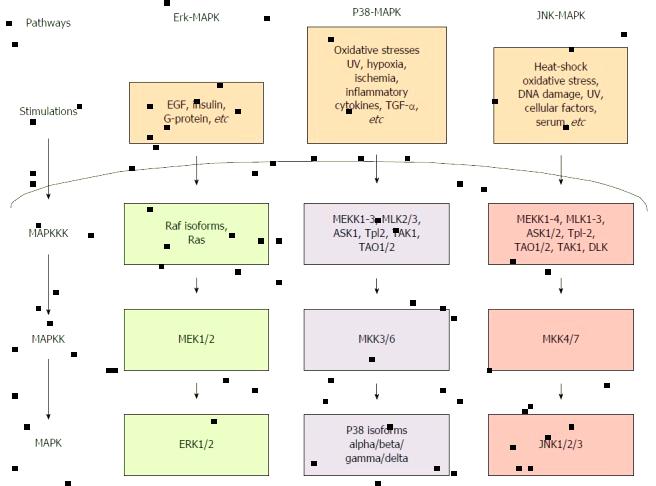 Pathways
Erk-MAPK
P38-MAPK
JNK-MAPK
Stimulations
EGF, insulin,
G-protein, etc
Oxidative stresses
UV, hypoxia,
ischemia,
inflammatory
cytokines, TGF-α,
etc
Heat-shock
oxidative stress,
DNA damage, UV,
cellular factors,
serum, etc
MAPKKK
Raf isoforms,
Ras
MEKK1-3, MLK2/3,
ASK1, Tpl2, TAK1,
TAO1/2
MEKK1-4, MLK1-3,
ASK1/2, Tpl-2,
TAO1/2, TAK1, DLK
MAPKK
MEK1/2
MKK3/6
MKK4/7
MAPK
ERK1/2
P38 isoforms
alpha/beta/
gamma/delta
JNK1/2/3